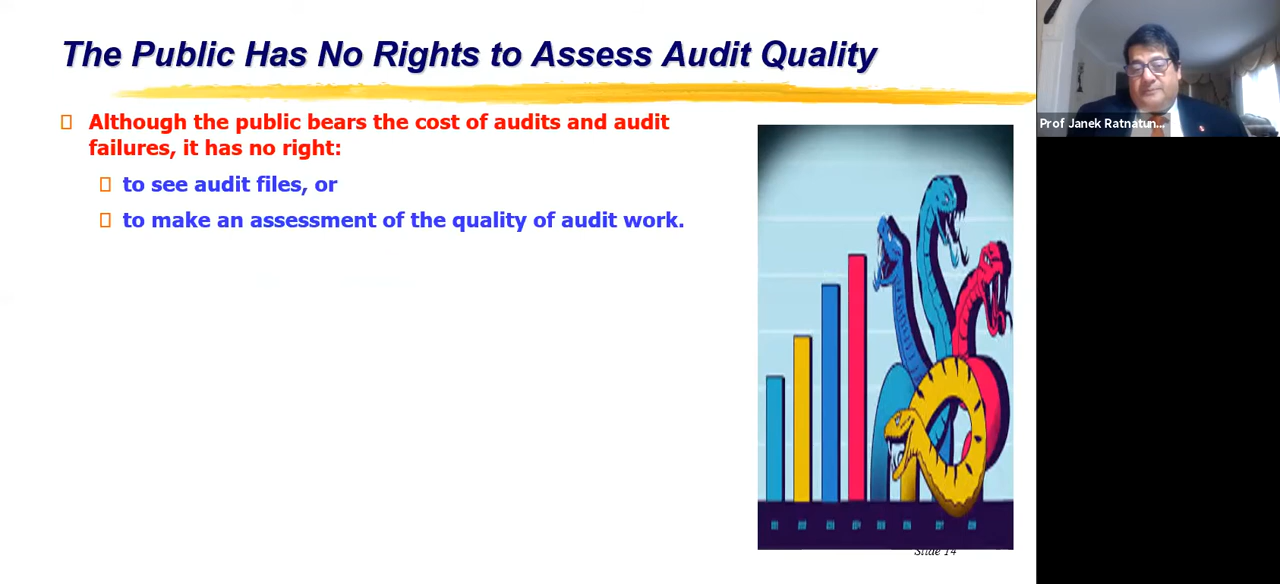 The Public Has No Rights to Assess Audit Quality
Although the public bears the cost of audits and audit
failures, it has no right:
to see audit files, or
to make an assessment of the quality of audit work.
Slide 14
Prof Janek Ratnatun...